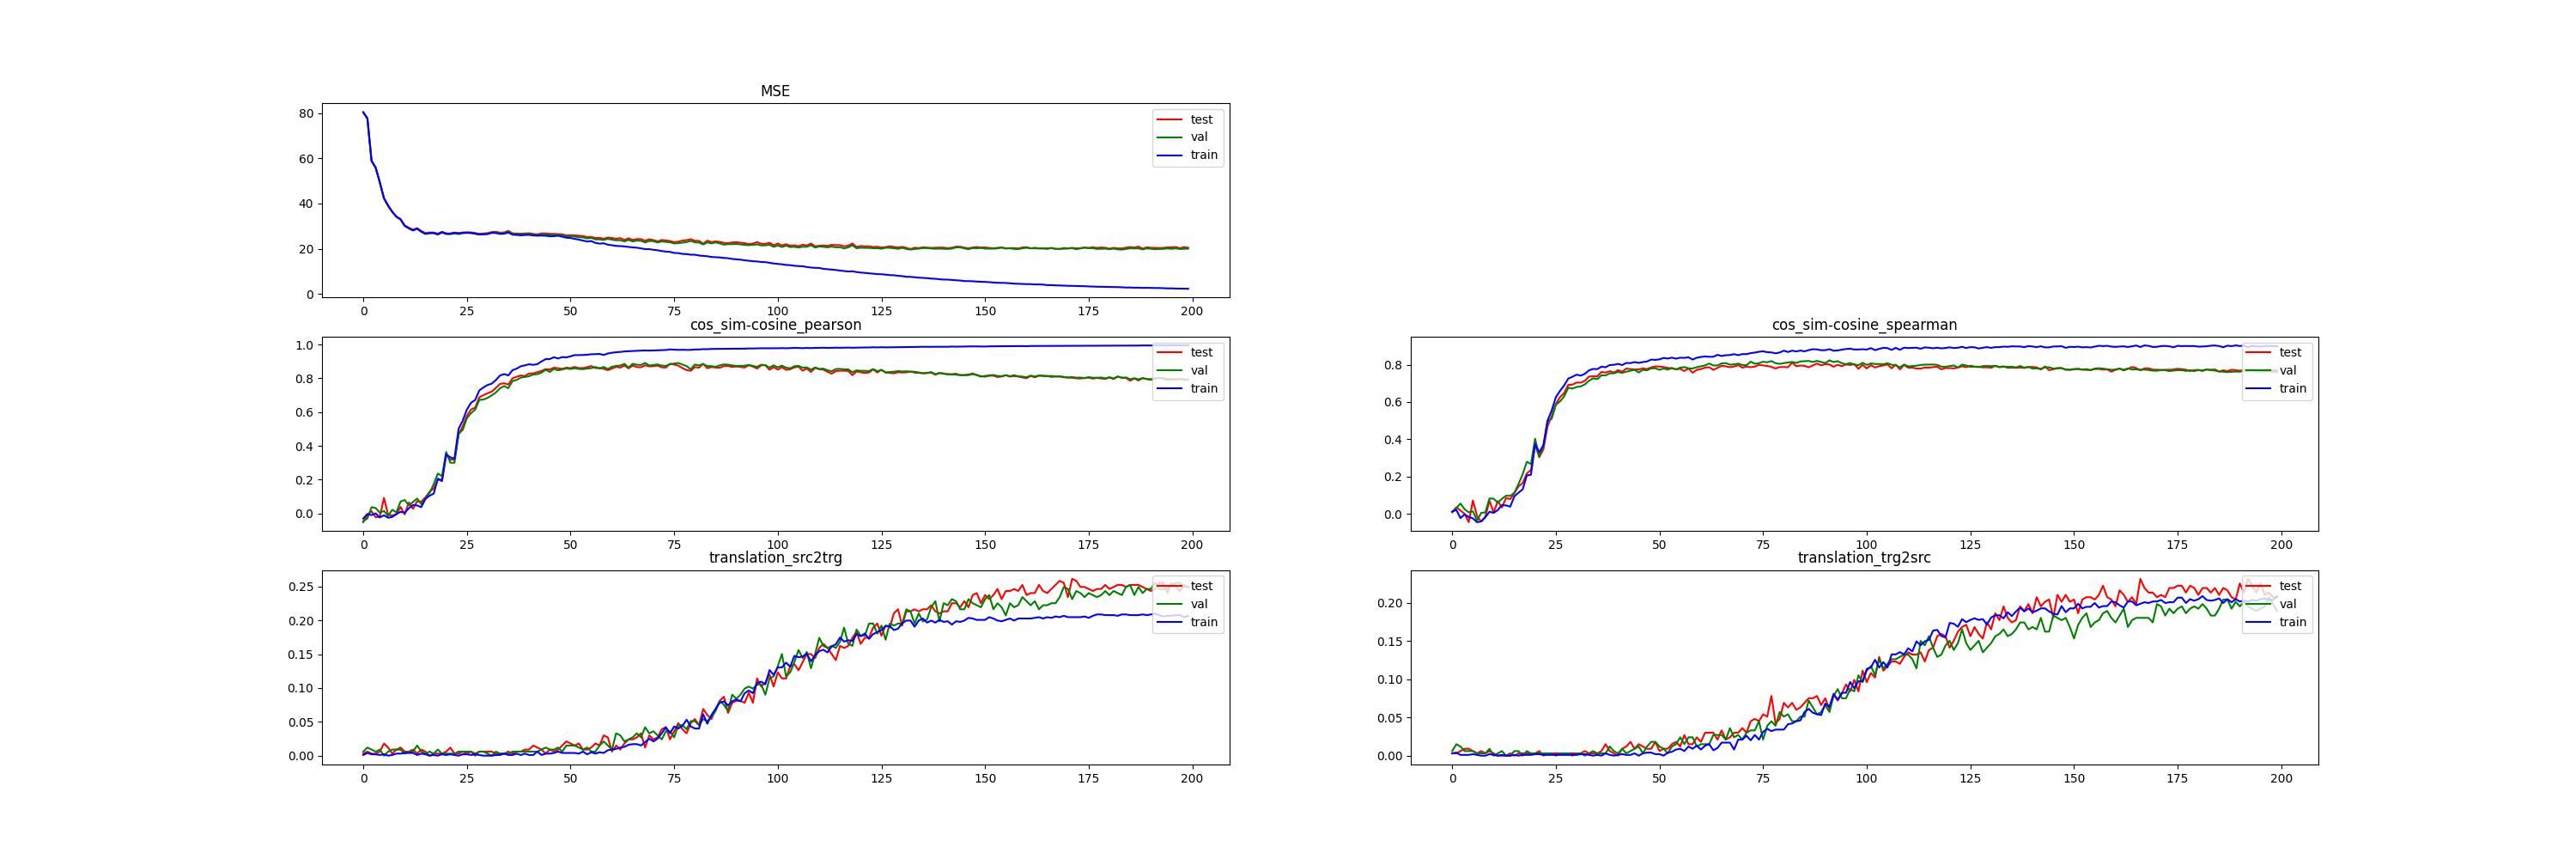 MSE
80
60
40
20
0
test
val
train
0 25 50 75 100 125 150 175 200
cos_sim-cosine_pearson
1.0
0.8
0.6
0.4
0.2
0.0
test
val
train
0 25 50 75 100 125 150 175 200
cos_sim-cosine_spearman
0.8
0.6
0.4
0.2
0.0
test
val
train
0 25 50 75 100 125 150 175 200
translation_src2trg
0.25
0.20
0.15
0.10
0.05
0.00
test
val
train
0 25 50 75 100 125 150 175 200
translation_trg2src
0.20
0.15
0.10
0.05
0.00
test
val
train
0 25 50 75 100 125 150 175 200